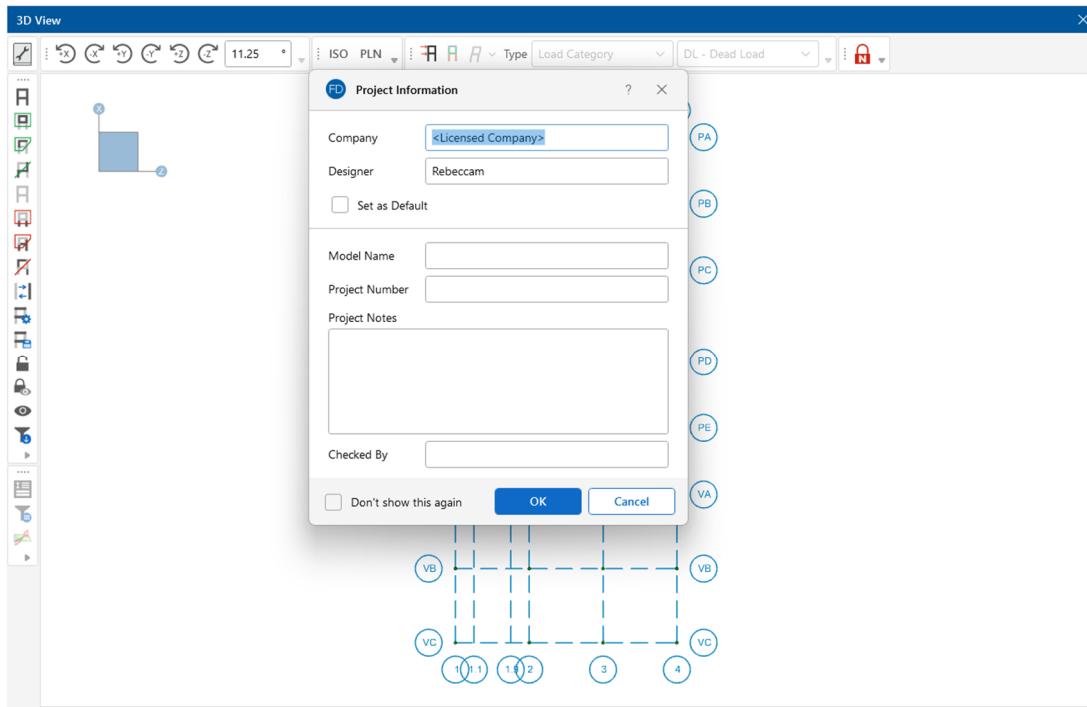 3D View
+X -X +Y -Y +Z -Z 11.25 ° ISO PLN Type Load Category DL - Dead Load N
FD Project Information ?
X
Z
Company <Licensed Company>
Designer Rebeccam
Set as Default
Model Name
Project Number
Project Notes
Checked By
Don't show this again OK Cancel
PA
PB
PC
PD
PE
VA
VB VB
VC VC
1 1.1 1.9 2 3 4